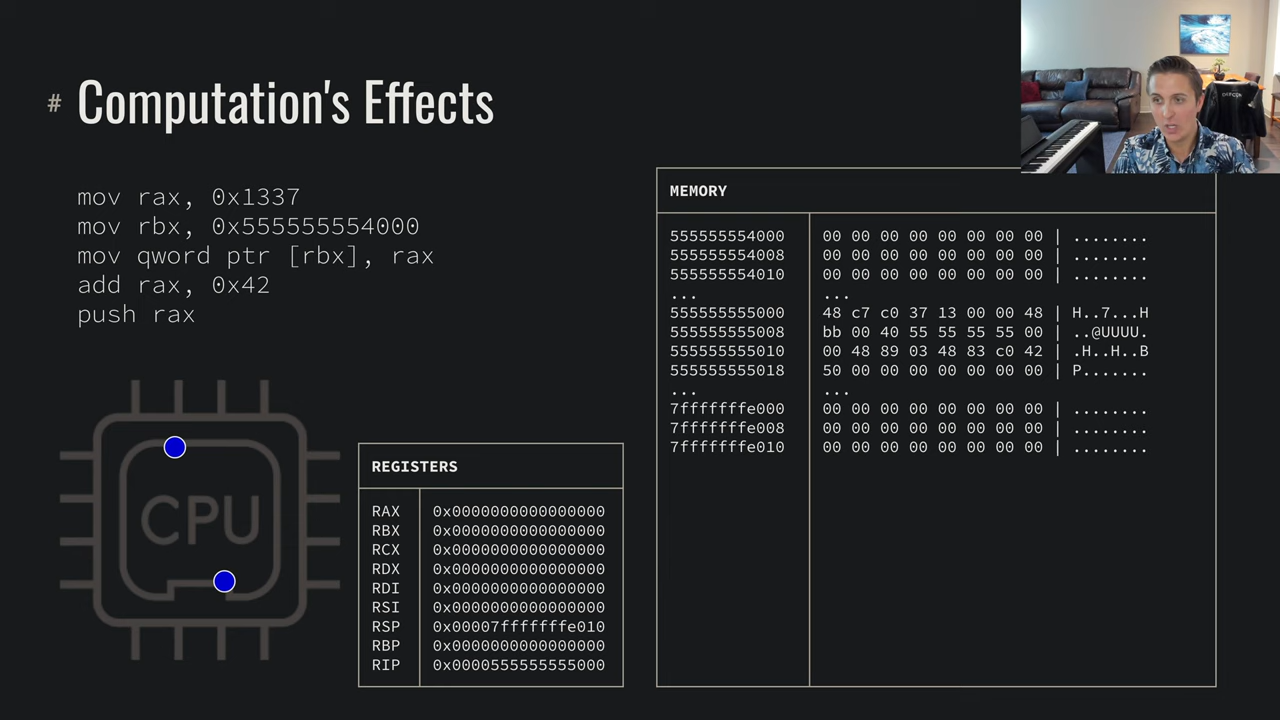 # Computation's Effects
mov rax, 0x1337
mov rbx, 0x555555554000
mov qword ptr [rbx], rax
add rax, 0x42
push rax
CPU
REGISTERS
RAX 0x0000000000000000
RBX 0x0000000000000000
RCX 0x0000000000000000
RDX 0x0000000000000000
RDI 0x0000000000000000
RSI 0x0000000000000000
RSP 0x00007fffffffe010
RBP 0x0000000000000000
RIP 0x0000555555555000
MEMORY
555555554000 00 00 00 00 00 00 00 00 | ........
555555554008 00 00 00 00 00 00 00 00 | ........
555555554010 00 00 00 00 00 00 00 00 | ........
... ...
555555555000 48 c7 c0 37 13 00 00 48 | H..7...H
555555555008 bb 00 40 55 55 55 55 00 | ..@UUUU.
555555555010 00 48 89 03 48 83 c0 42 | .H..H..B
555555555018 50 00 00 00 00 00 00 00 | P.......
... ...
7fffffffe000 00 00 00 00 00 00 00 00 | ........
7fffffffe008 00 00 00 00 00 00 00 00 | ........
7fffffffe010 00 00 00 00 00 00 00 00 | ........